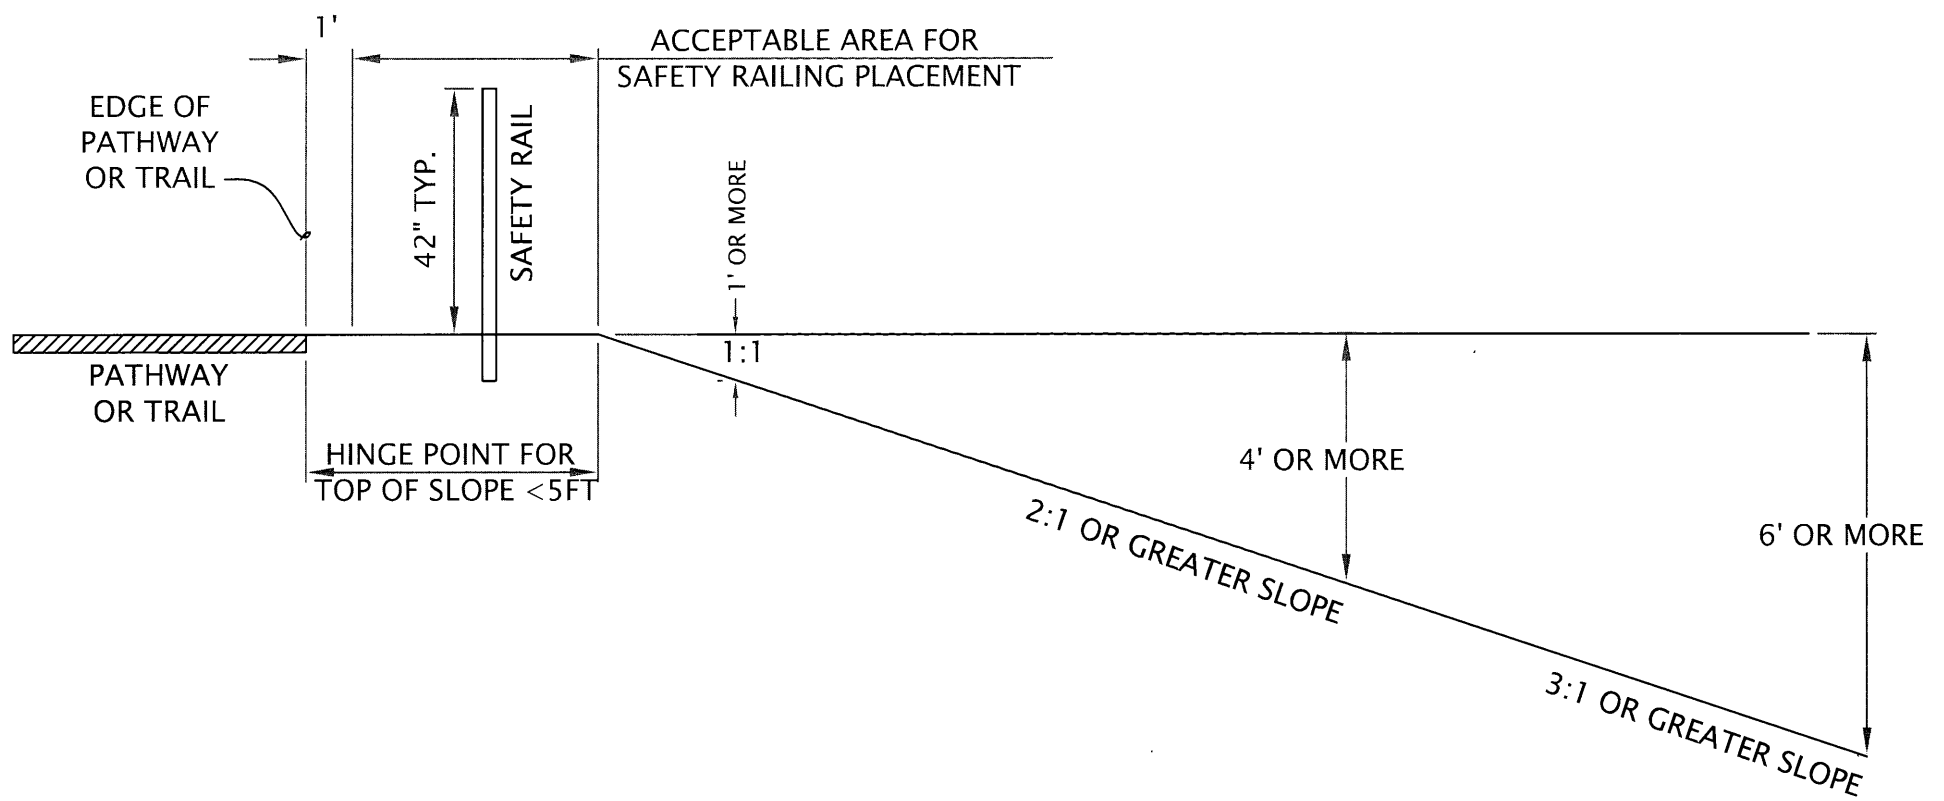 1'
ACCEPTABLE AREA FOR
SAFETY RAILING PLACEMENT
EDGE OF
PATHWAY
OR TRAIL
42" TYP.
SAFETY RAIL
1' OR MORE
1:1
PATHWAY
OR TRAIL
HINGE POINT FOR
TOP OF SLOPE <5FT
4' OR MORE
2:1 OR GREATER SLOPE
6' OR MORE
3:1 OR GREATER SLOPE